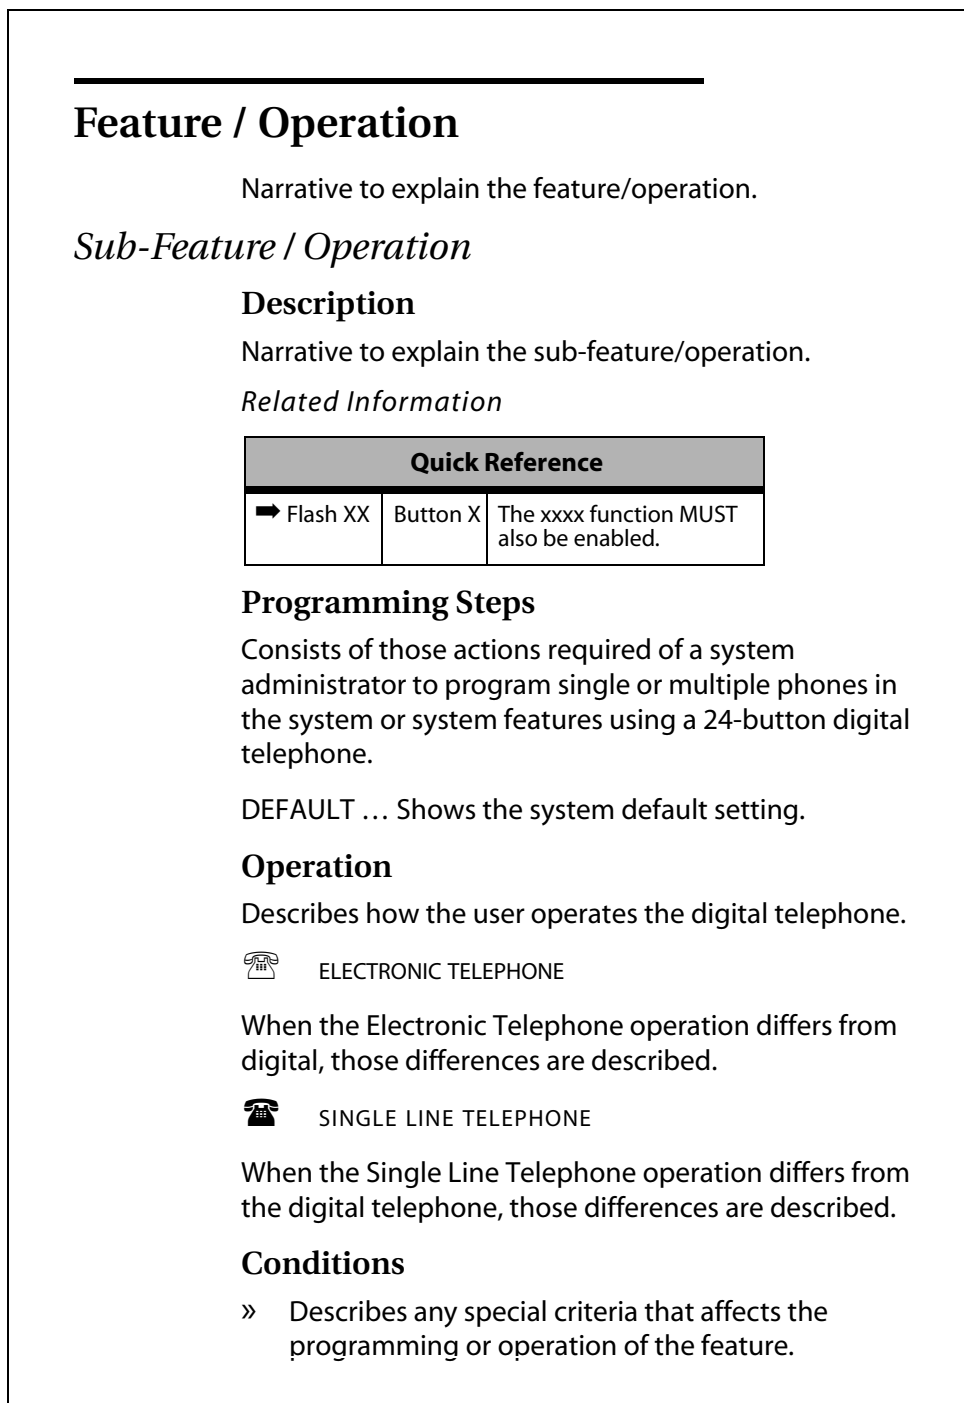 Feature / Operation
Narrative to explain the feature/operation.
Sub-Feature / Operation
Description
Narrative to explain the sub-feature/operation.
Related Information
Quick Reference
➡ Flash XX Button X The xxxx function MUST
also be enabled.
Programming Steps
Consists of those actions required of a system
administrator to program single or multiple phones in
the system or system features using a 24-button digital
telephone.
DEFAULT … Shows the system default setting.
Operation
Describes how the user operates the digital telephone.
ELECTRONIC TELEPHONE
When the Electronic Telephone operation differs from
digital, those differences are described.
SINGLE LINE TELEPHONE
When the Single Line Telephone operation differs from
the digital telephone, those differences are described.
Conditions
» Describes any special criteria that affects the
programming or operation of the feature.